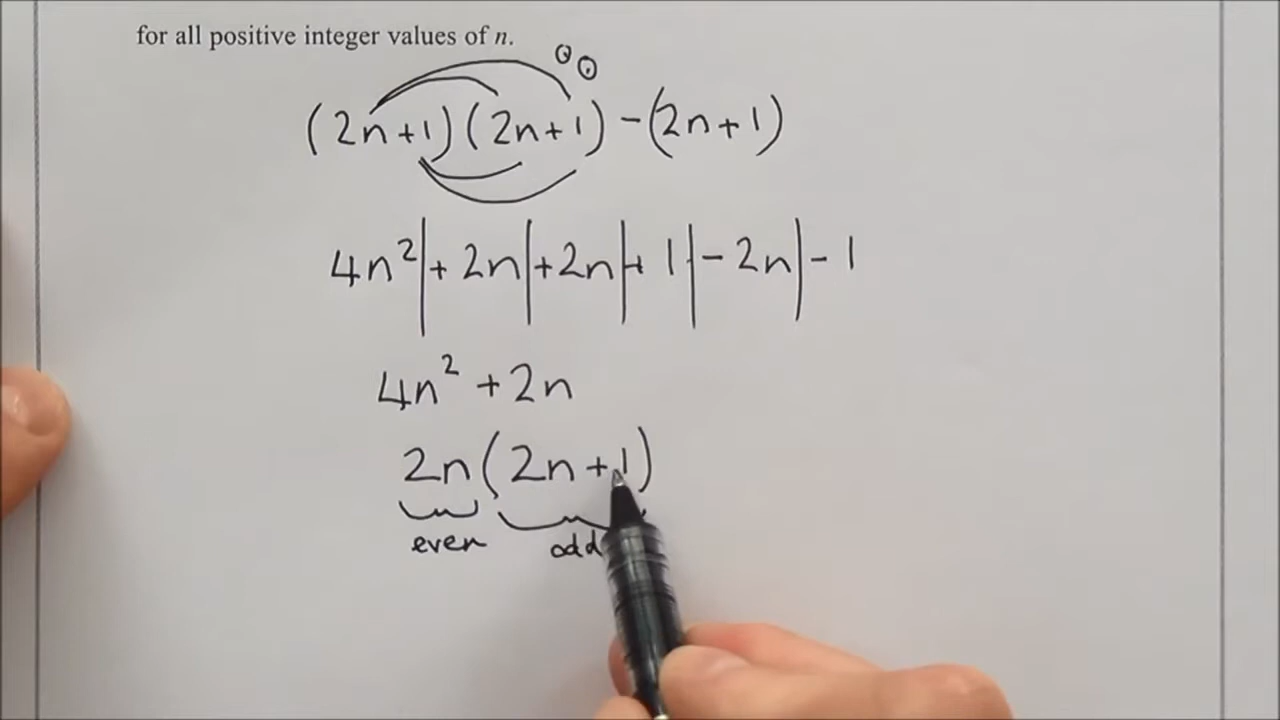 for all positive integer values of n.
(2n+1)(2n+1)-(2n+1)
4n²|+2n|+2n|+1|-2n|-1
4n²+2n
2n(2n+1)
even odd